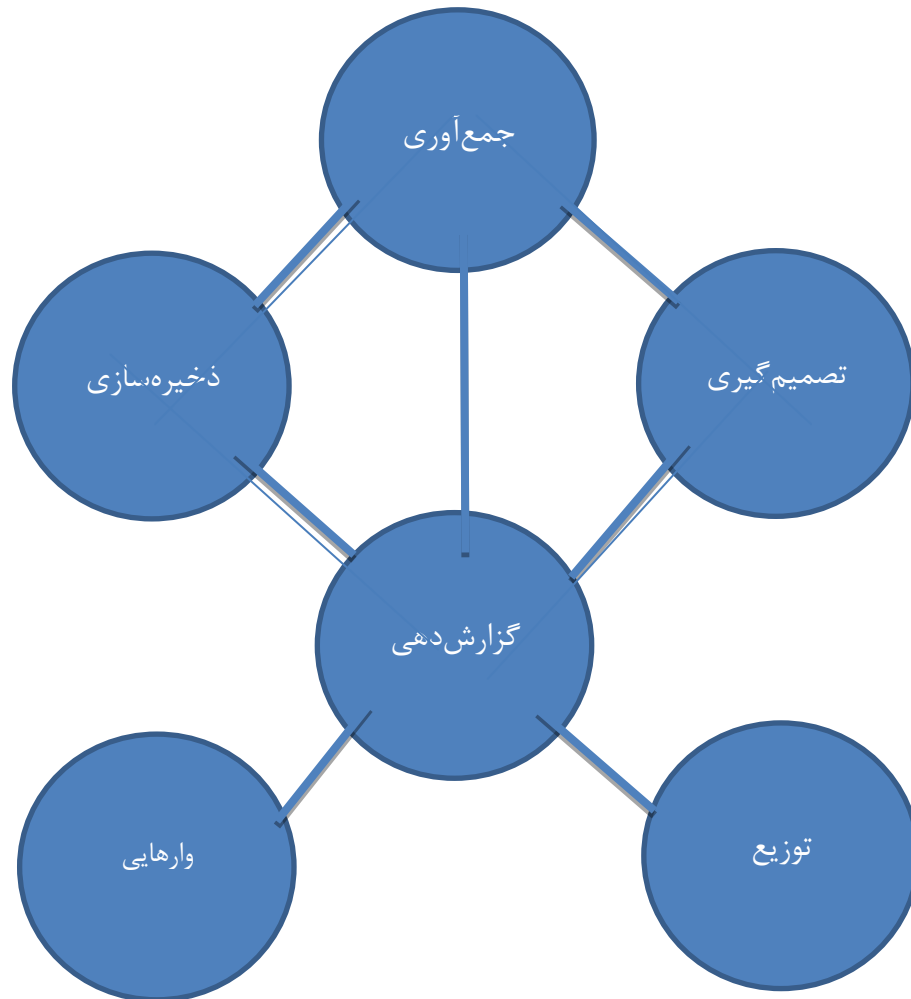 جمع‌آوری
تصمیم‌گیری
ذخیره‌سازی
گزارش‌دهی
توزیع
وارهایی